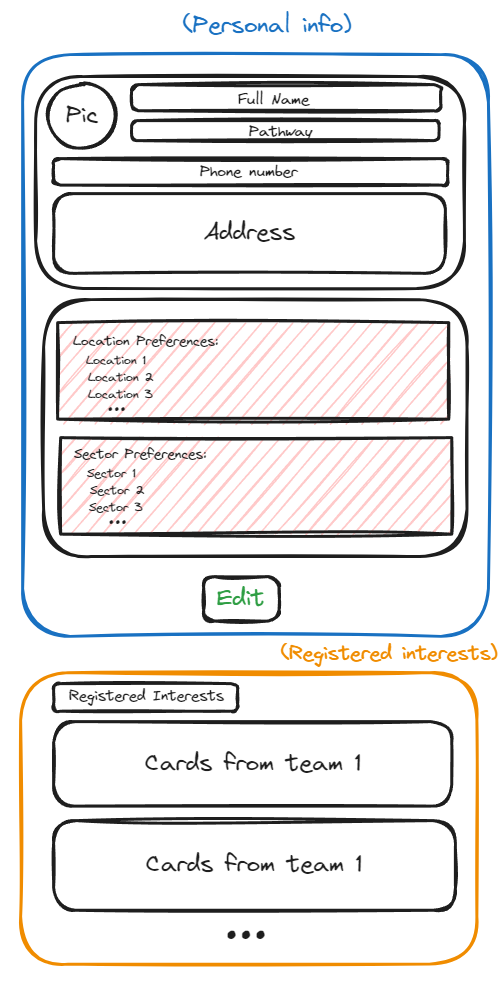 (Personal info)
Pic
Full Name
Pathway
Phone number
Address
Location Preferences:
Location 1
Location 2
Location 3
...
Sector Preferences:
Sector 1
Sector 2
Sector 3
...
Edit
(Registered interests)
Registered Interests
Cards from team 1
Cards from team 1
...